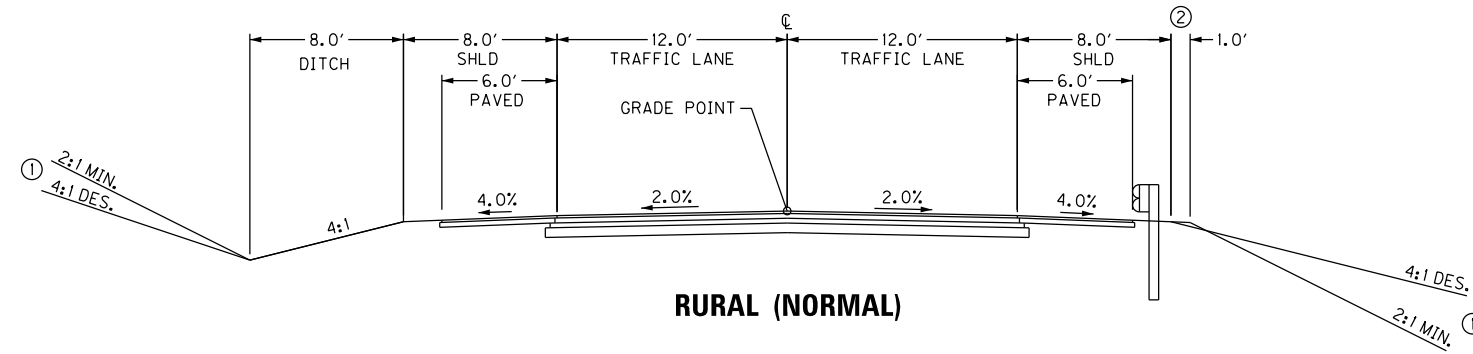 ℄
②
8.0'
8.0'
12.0'
12.0'
8.0'
1.0'
DITCH
SHLD
TRAFFIC LANE
TRAFFIC LANE
SHLD
6.0'
6.0'
PAVED
PAVED
GRADE POINT
①
2:1 MIN.
4:1 DES.
4:1
4.0%
2.0%
2.0%
4.0%
4:1 DES.
2:1 MIN.
①
RURAL (NORMAL)